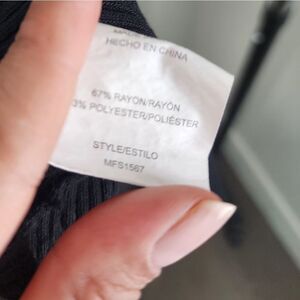 HECHO EN CHINA
67% RAYON/RAYÓN
3% POLYESTER/POLIÉSTER
STYLE/ESTILO
MFS1567